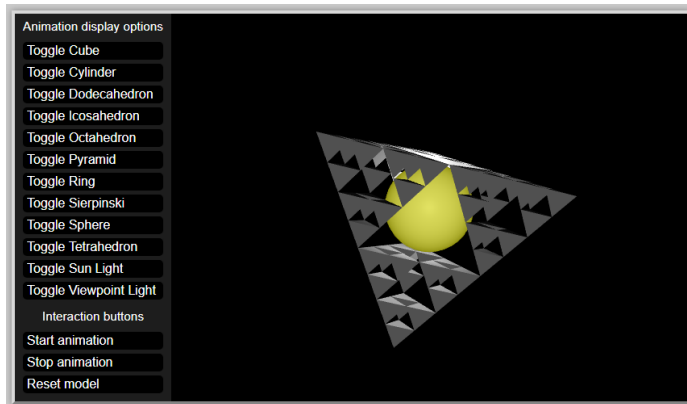 Animation display options
Toggle Cube
Toggle Cylinder
Toggle Dodecahedron
Toggle Icosahedron
Toggle Octahedron
Toggle Pyramid
Toggle Ring
Toggle Sierpinski
Toggle Sphere
Toggle Tetrahedron
Toggle Sun Light
Toggle Viewpoint Light
Interaction buttons
Start animation
Stop animation
Reset model